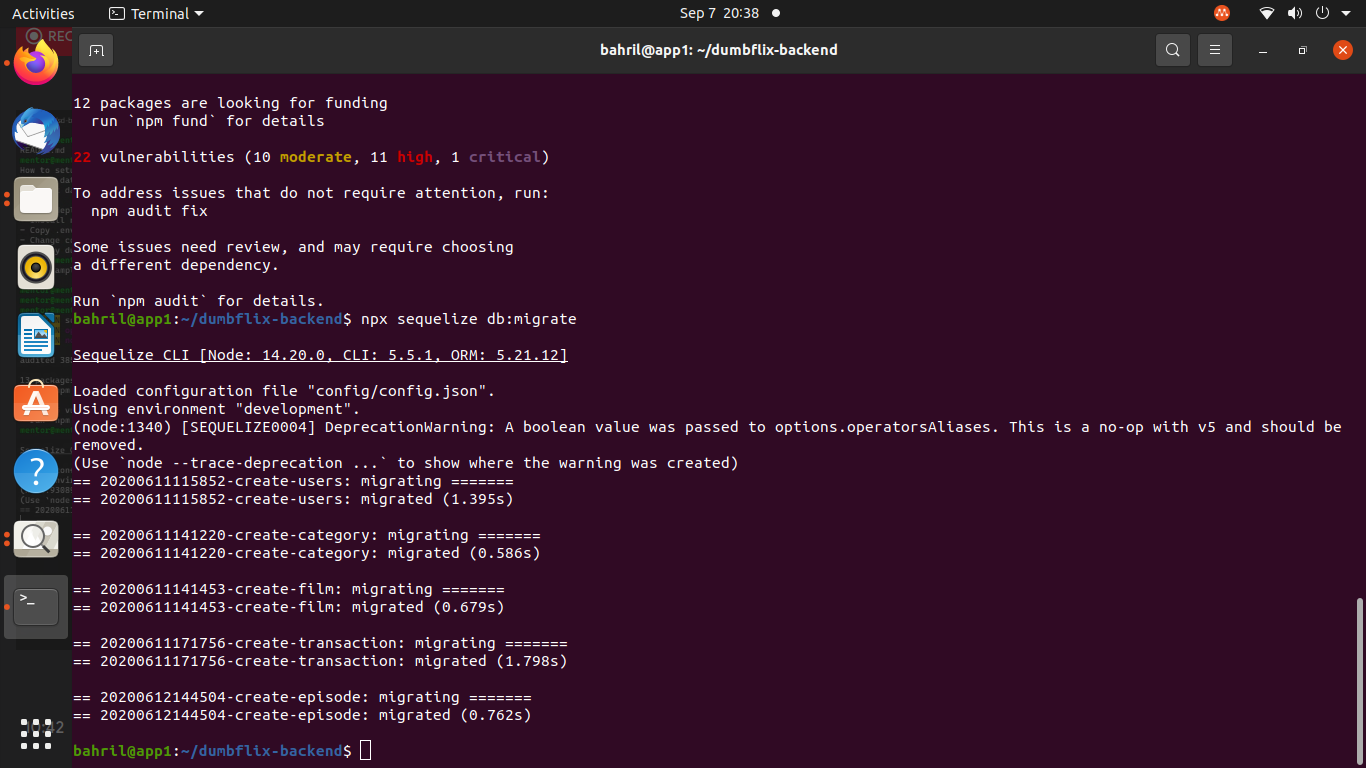 Activities
Terminal
Sep 7 20:38
REC
bahril@app1: ~/dumbflix-backend
12 packages are looking for funding
run `npm fund` for details
22 vulnerabilities (10 moderate, 11 high, 1 critical)
To address issues that do not require attention, run:
npm audit fix
Some issues need review, and may require choosing
a different dependency.
Run `npm audit` for details.
bahril@app1:~/dumbflix-backend$ npx sequelize db:migrate
Sequelize CLI [Node: 14.20.0, CLI: 5.5.1, ORM: 5.21.12]
Loaded configuration file "config/config.json".
Using environment "development".
(node:1340) [SEQUELIZE0004] DeprecationWarning: A boolean value was passed to options.operatorsAliases. This is a no-op with v5 and should be
removed.
(Use `node --trace-deprecation ...` to show where the warning was created)
== 20200611115852-create-users: migrating =======
== 20200611115852-create-users: migrated (1.395s)
== 20200611141220-create-category: migrating =======
== 20200611141220-create-category: migrated (0.586s)
== 20200611141453-create-film: migrating =======
== 20200611141453-create-film: migrated (0.679s)
== 20200611171756-create-transaction: migrating =======
== 20200611171756-create-transaction: migrated (1.798s)
== 20200612144504-create-episode: migrating =======
== 20200612144504-create-episode: migrated (0.762s)
bahril@app1:~/dumbflix-backend$